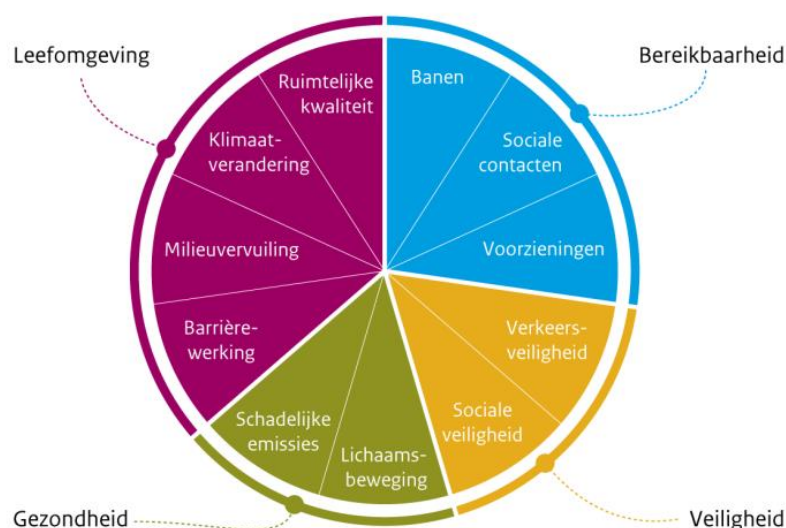 Leefomgeving
Bereikbaarheid
Ruimtelijke
kwaliteit
Banen
Klimaat-
verandering
Sociale
contacten
Milieuvervuiling
Voorzieningen
Barrière-
werking
Verkeers-
veiligheid
Schadelijke
emissies
Lichaams-
beweging
Sociale
veiligheid
Gezondheid
Veiligheid